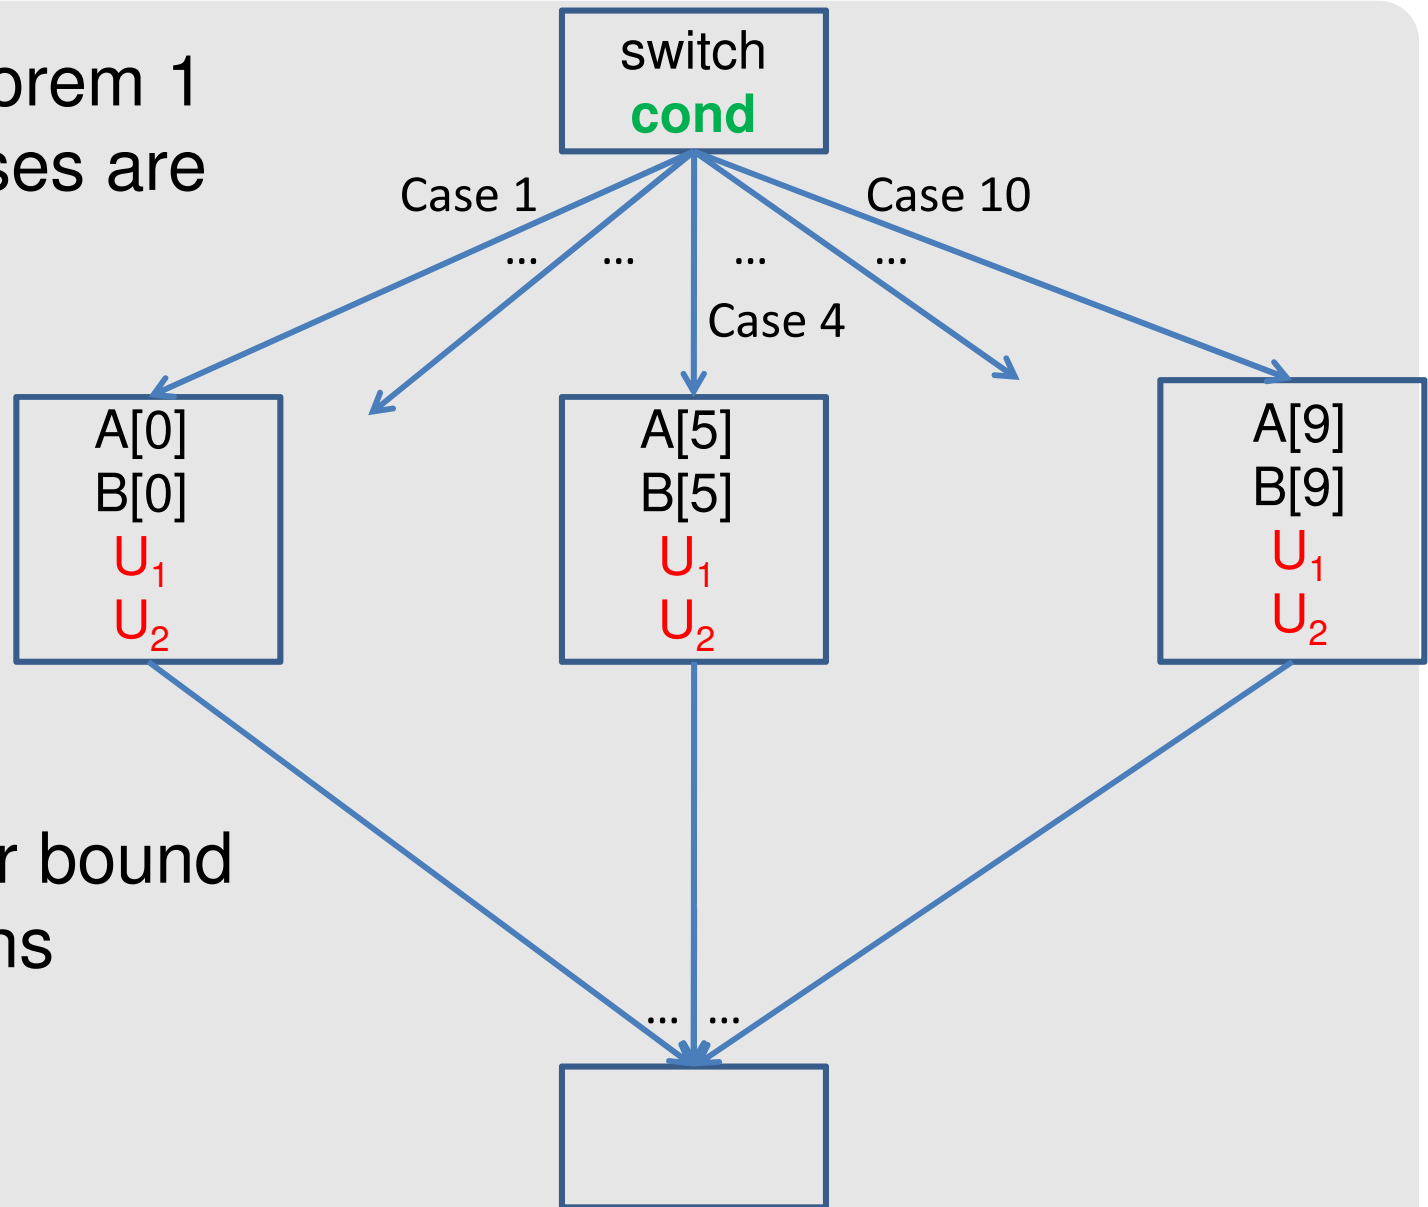 switch
cond
orem 1
ses are
Case 1
Case 10
... ... ... ...
Case 4
A[0]
B[0]
U1
U2
A[5]
B[5]
U1
U2
A[9]
B[9]
U1
U2
r bound
ns
... ...